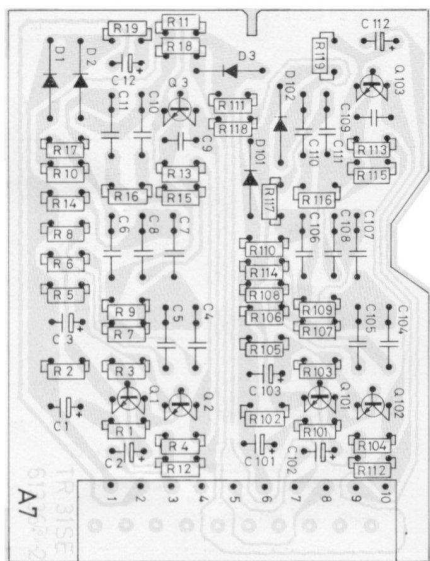 R19 R11 C112
R18
D1 D2 C12 D3 R113
Q3 D102 Q103
C11 C10 R111 C109
R118 C110 C111
R17 C9 D101 R113
R10 R13 R115
R14 R16 R15 R117 R116
R8 C6 C8 C7 C106 C108 C107
R110
R6 R114
R5 R108
R9 R106 R109
C3 R7 C5 C4 R107 C105 C104
R105
R2 R3 C103 R103
Q1 Q2 Q101 Q102
C1 R1 R102 R101
C2 R4 C101 C102 R104
R12 R112
1 2 3 4 5 6 7 8 9 10
A7